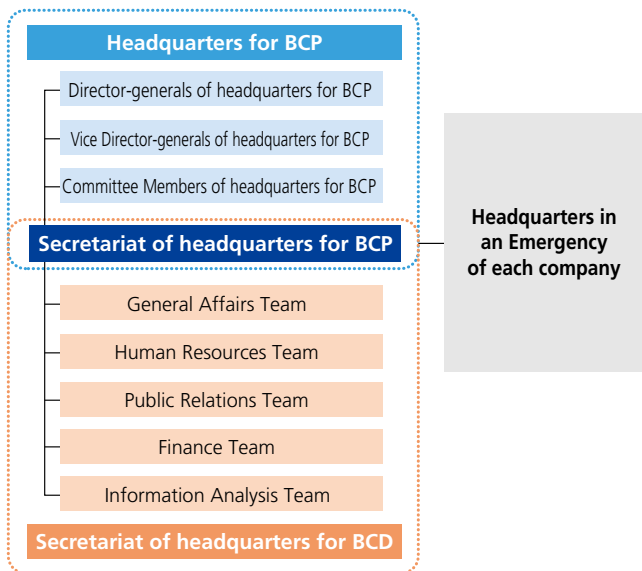 Headquarters for BCP
Director-generals of headquarters for BCP
Vice Director-generals of headquarters for BCP
Committee Members of headquarters for BCP
Secretariat of headquarters for BCP
General Affairs Team
Human Resources Team
Public Relations Team
Finance Team
Information Analysis Team
Secretariat of headquarters for BCD
Headquarters in
an Emergency
of each company